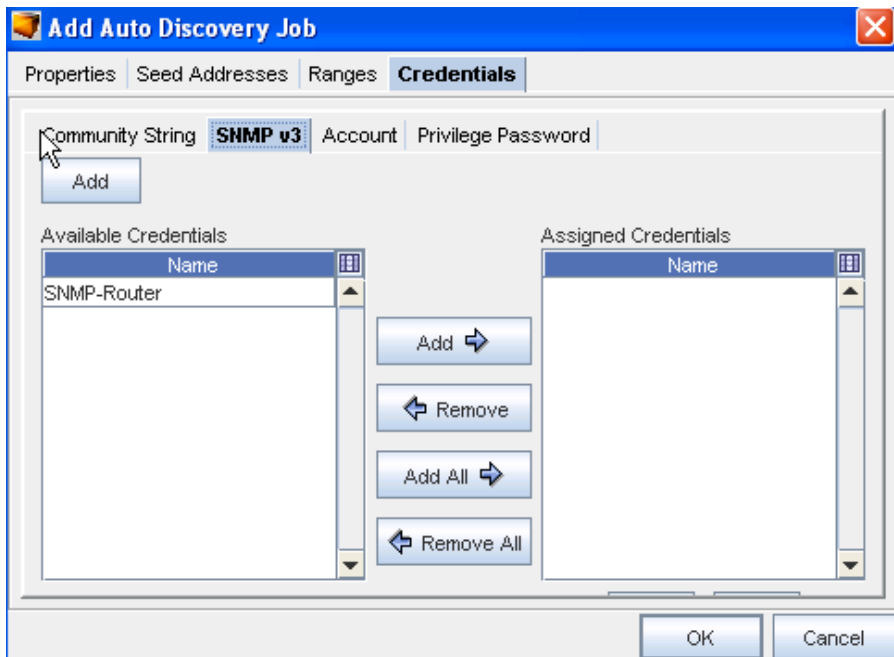 Add Auto Discovery Job
Properties Seed Addresses Ranges Credentials
Community String SNMP v3 Account Privilege Password
Add
Available Credentials Assigned Credentials
Name Name
SNMP-Router
Add
Remove
Add All
Remove All
OK Cancel